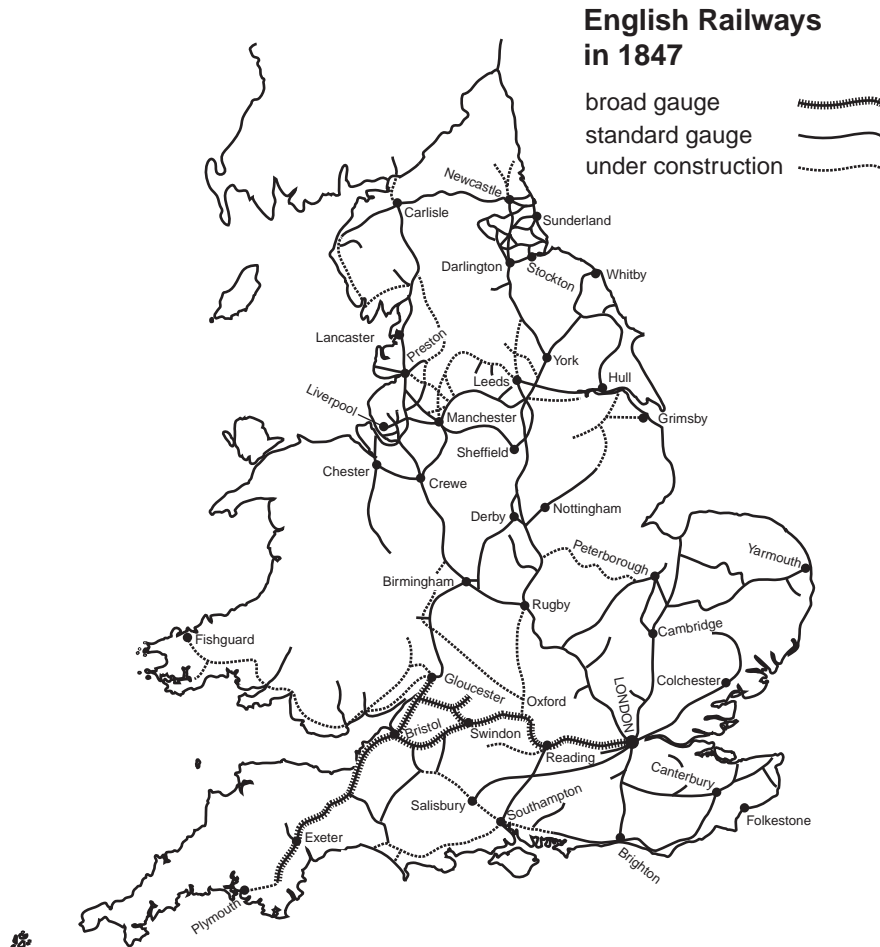 English Railways
in 1847
broad gauge
standard gauge
under construction
Newcastle
Carlisle
Sunderland
Darlington
Stockton
Whitby
Lancaster
Preston
York
Leeds
Hull
Liverpool
Manchester
Grimsby
Sheffield
Chester
Crewe
Nottingham
Derby
Peterborough
Yarmouth
Birmingham
Rugby
Fishguard
Cambridge
Gloucester
LONDON
Colchester
Oxford
Bristol
Swindon
Reading
Canterbury
Salisbury
Southampton
Folkestone
Exeter
Brighton
Plymouth